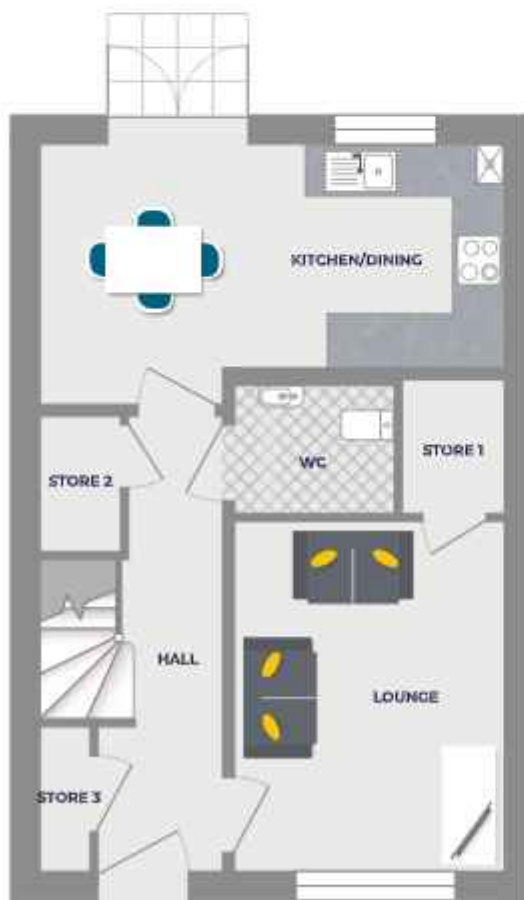 KITCHEN/DINING
STORE 2
WC
STORE 1
HALL
LOUNGE
STORE 3